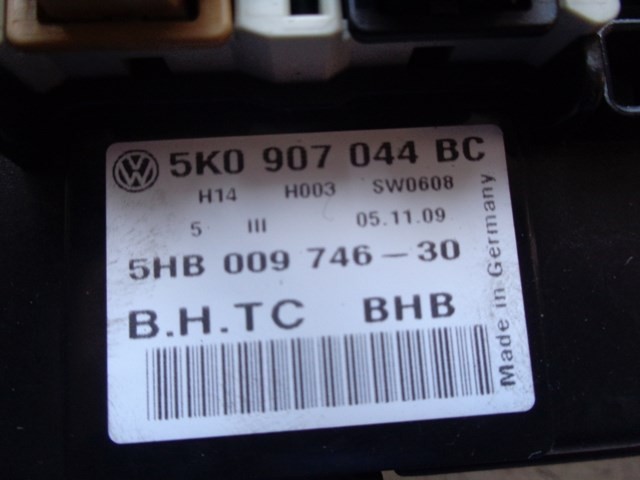 5K0 907 044 BC
H14 H003 SW0608
5 III 05.11.09
5HB 009 746-30
B.H.TC BHB
Made in Germany